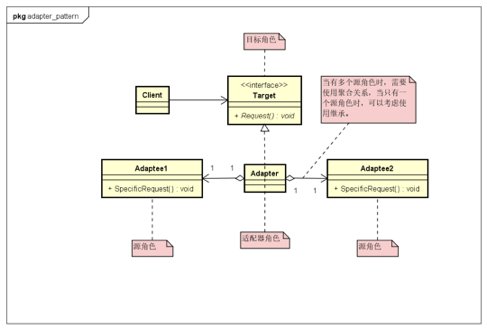 pkg adapter_pattern
目标角色
<<interface>>
Target
+ Request() : void
Client
当有多个源角色时，需要
使用聚合关系，当只有一
个源角色时，可以考虑使
用继承。
Adaptee1
+ SpecificRequest() : void
1
1
Adapter
1
1
Adaptee2
+ SpecificRequest() : void
源角色
适配器角色
源角色